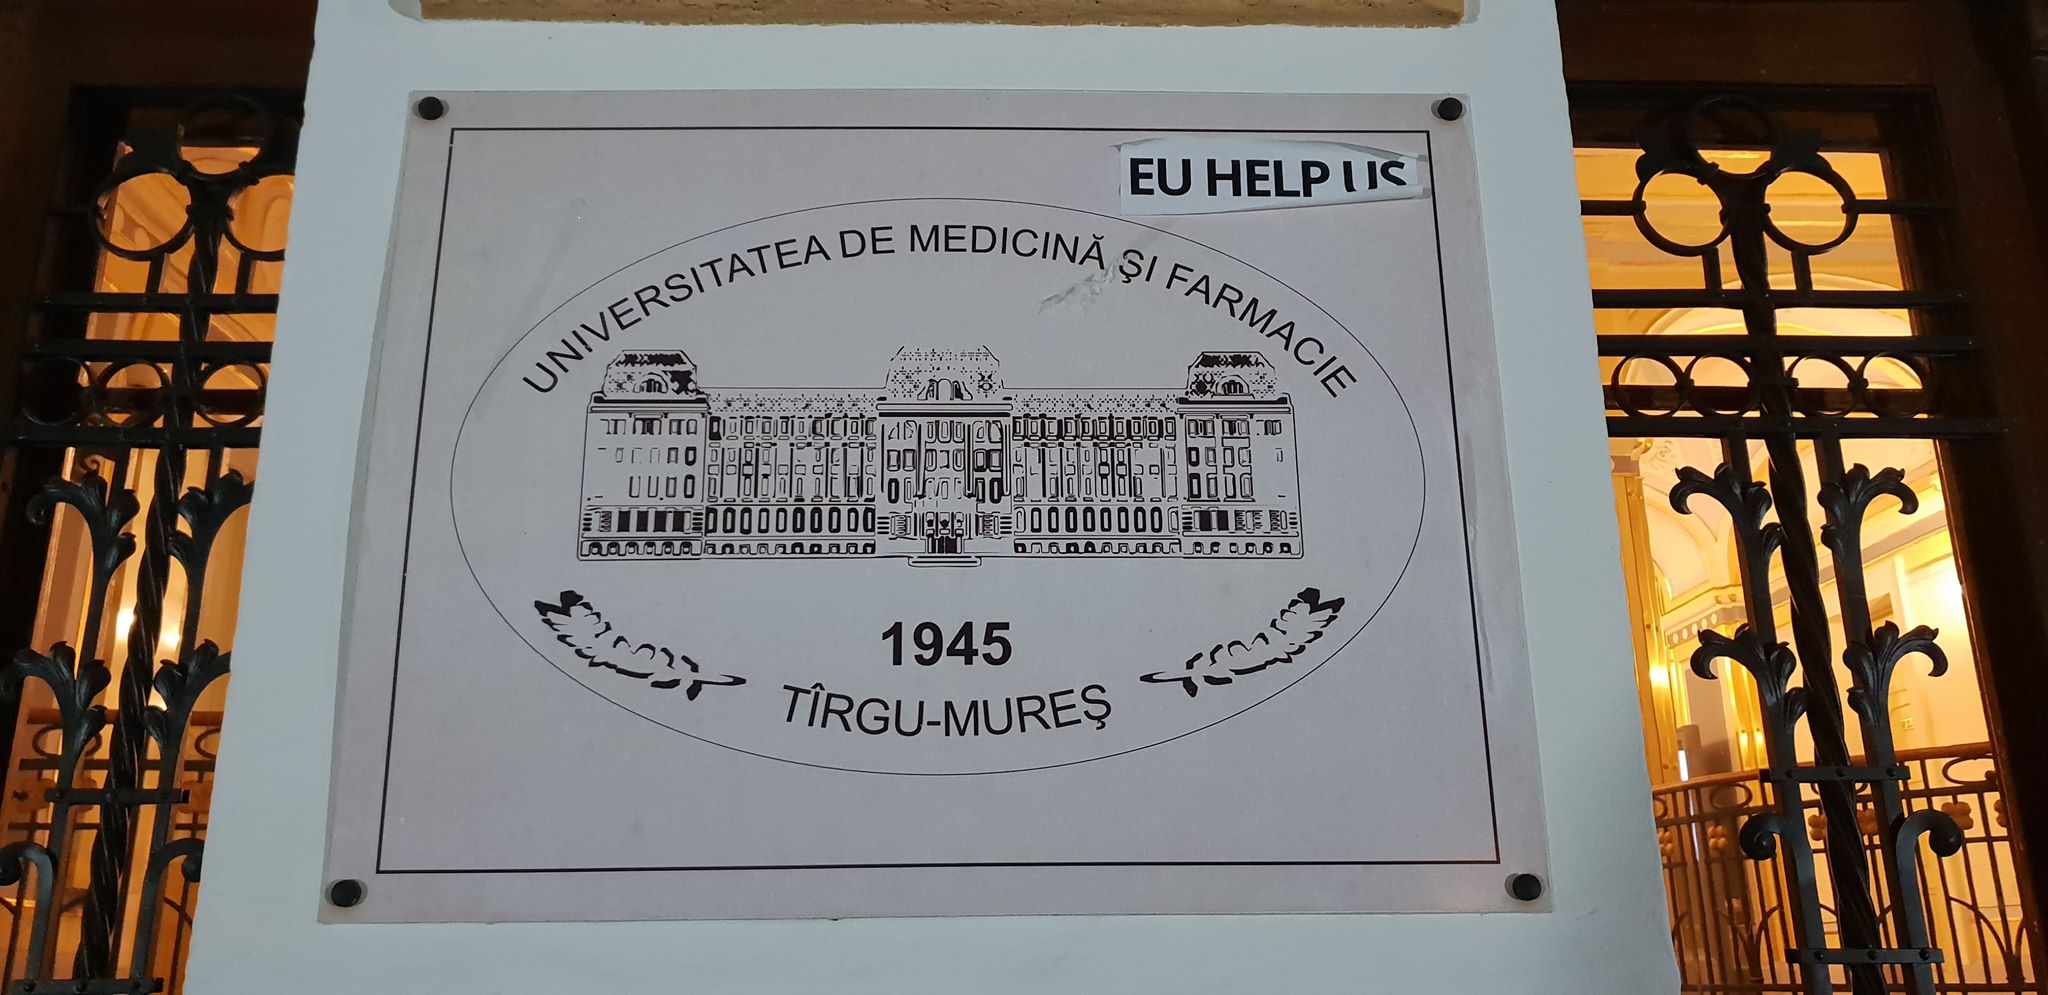 EU HELP US
UNIVERSITATEA DE MEDICINĂ ŞI FARMACIE
1945
TÎRGU-MUREŞ